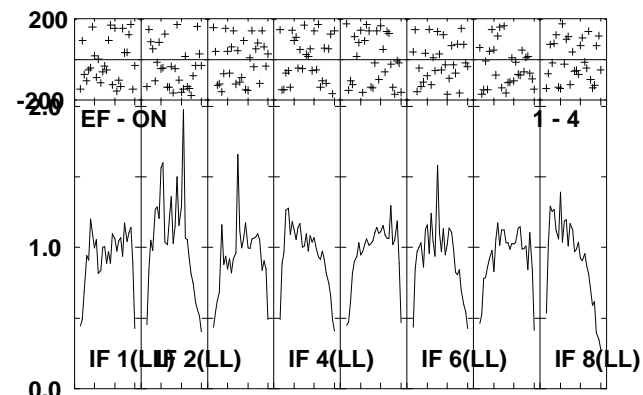 200
-200
2.0
EF - ON 1 - 4
1.0
IF 1(LL) IF 2(LL) IF 4(LL) IF 6(LL) IF 8(LL)
0.0